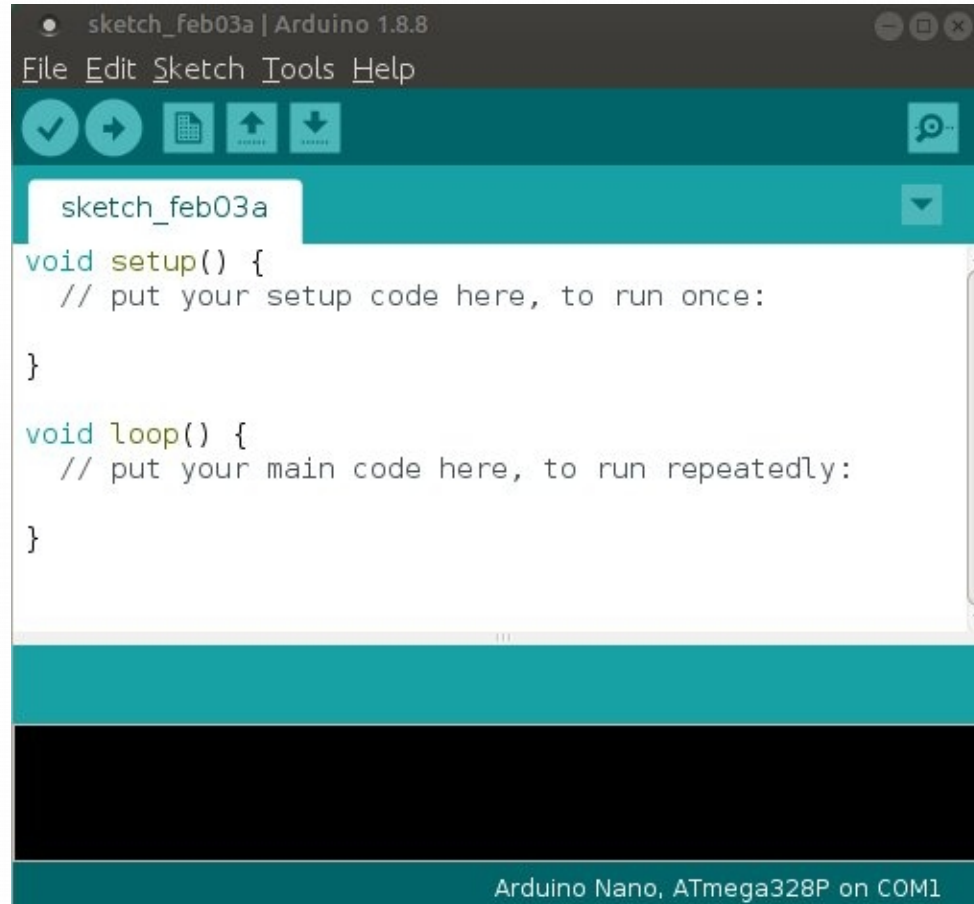 sketch_feb03a | Arduino 1.8.8
File Edit Sketch Tools Help
sketch_feb03a
void setup() {
  // put your setup code here, to run once:
}
void loop() {
  // put your main code here, to run repeatedly:
}
Arduino Nano, ATmega328P on COM1